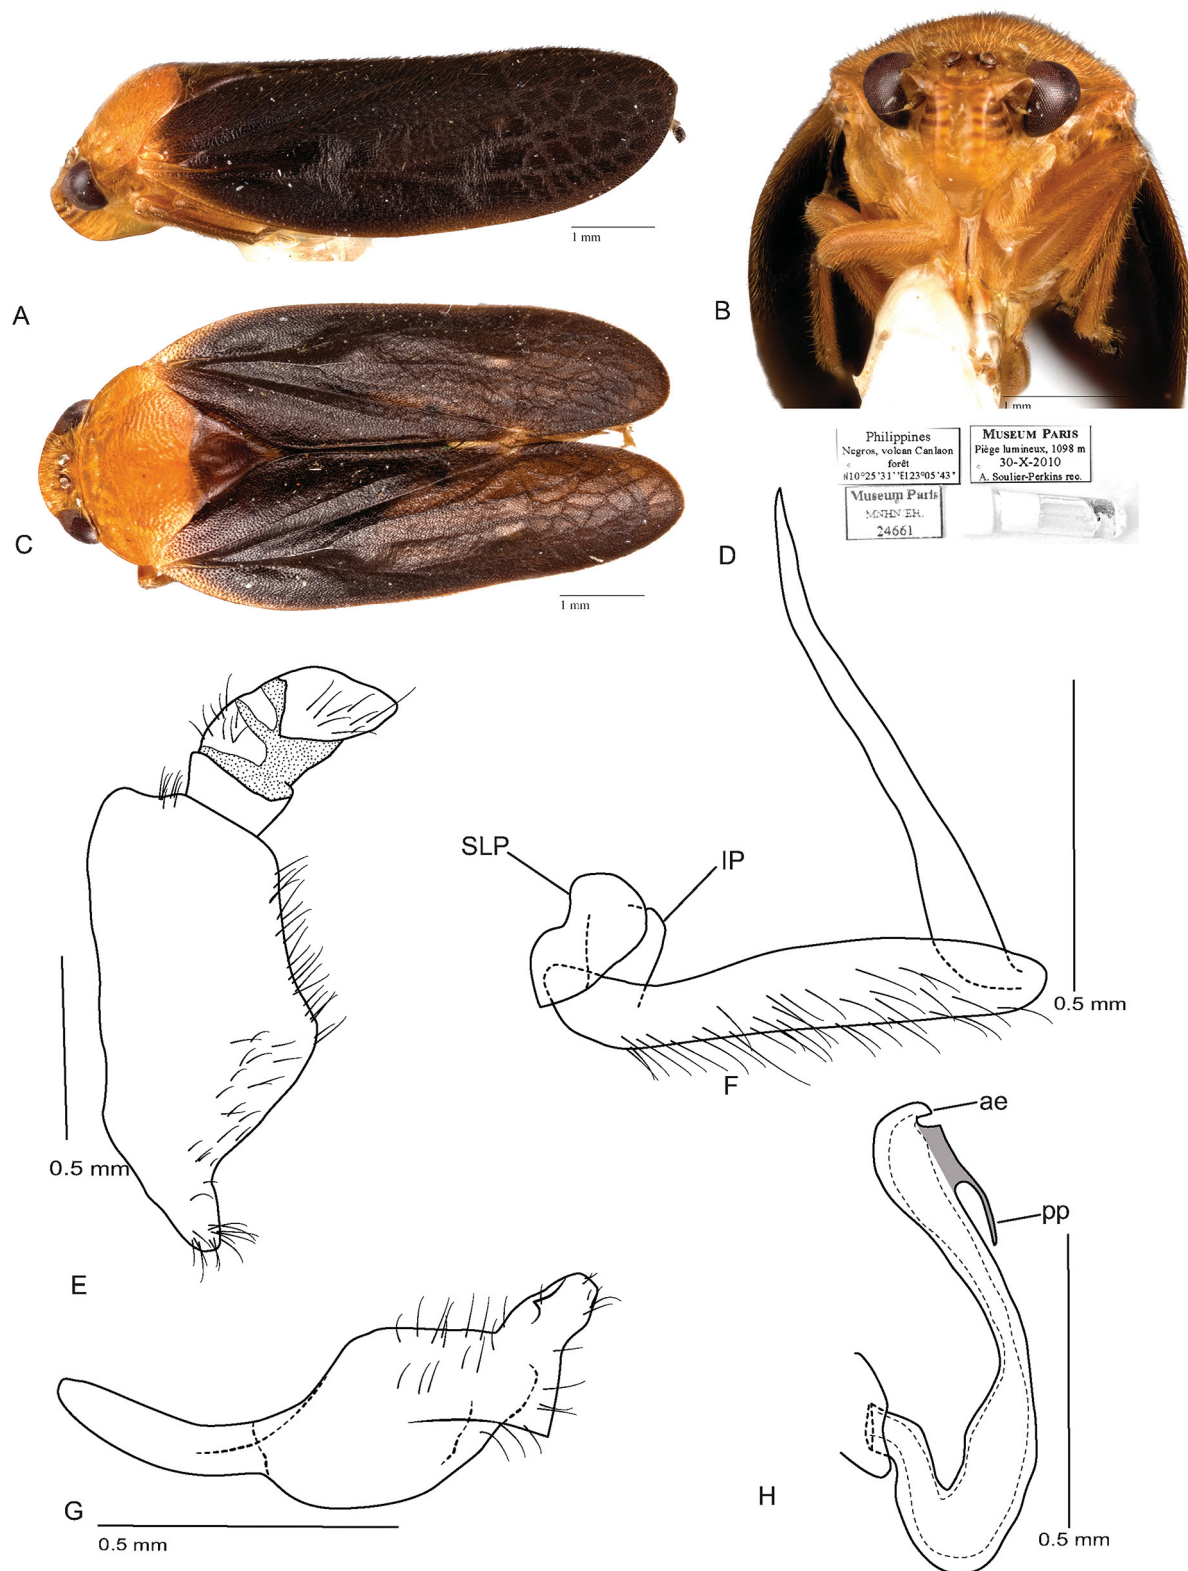 1 mm
A
B
1 mm
Philippines
Negros, volcan Canlaon
forêt
N10°25'31''E123°05'43'
MUSEUM PARIS
Piège lumineux, 1098 m
30-X-2010
A. Soulier-Perkins rec.
Museum Paris
MNHN(EH)
24661
C
1 mm
D
SLP
IP
0.5 mm
F
0.5 mm
E
ae
pp
G
0.5 mm
H
0.5 mm